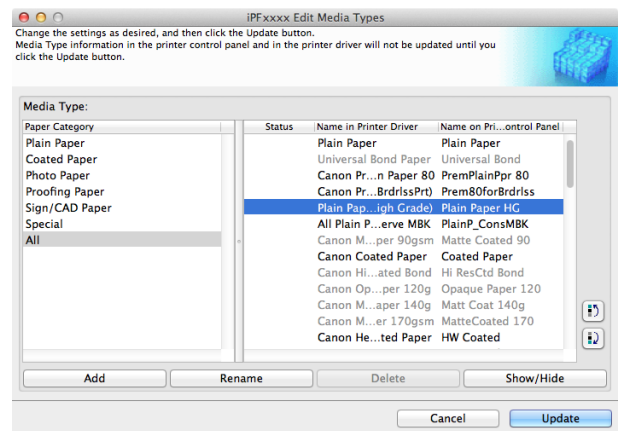 iPFxxxx Edit Media Types
Change the settings as desired, and then click the Update button.
Media Type information in the printer control panel and in the printer driver will not be updated until you
click the Update button.
Media Type:
Paper Category Status Name in Printer Driver Name on Pri...ontrol Panel
Plain Paper Plain Paper Plain Paper
Coated Paper Universal Bond Paper Universal Bond
Photo Paper Canon Pr...n Paper 80 PremPlainPpr 80
Proofing Paper Canon Pr...BrdrlssPrt) Prem80forBrdrlss
Sign/CAD Paper Plain Pap...igh Grade) Plain Paper HG
Special All Plain P...erve MBK PlainP_ConsMBK
All Canon M...per 90gsm Matte Coated 90
Canon Coated Paper Coated Paper
Canon Hi...ated Bond Hi ResCtd Bond
Canon Op...per 120g Opaque Paper 120
Canon M...aper 140g Matt Coat 140g
Canon M...er 170gsm MatteCoated 170
Canon He...ted Paper HW Coated
Add Rename Delete Show/Hide
Cancel Update